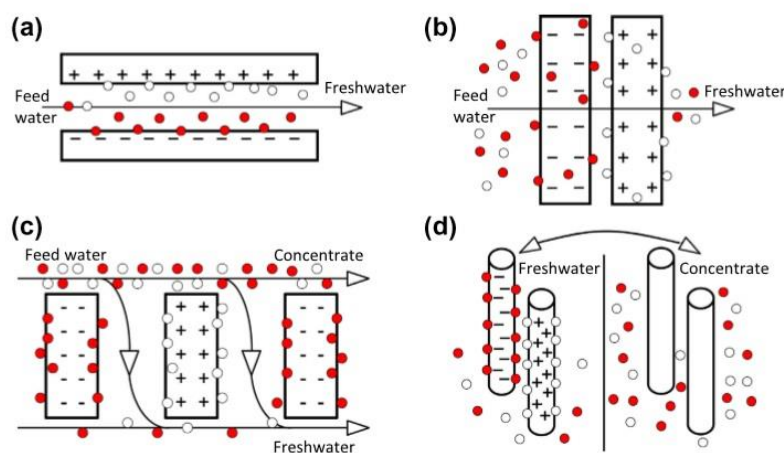 (a)
+ + + + + + + + + +
Feed
water
Freshwater
- - - - - - - - - -
(b)
Feed
water
Freshwater
(c)
Feed water
Concentrate
Freshwater
(d)
Freshwater
Concentrate